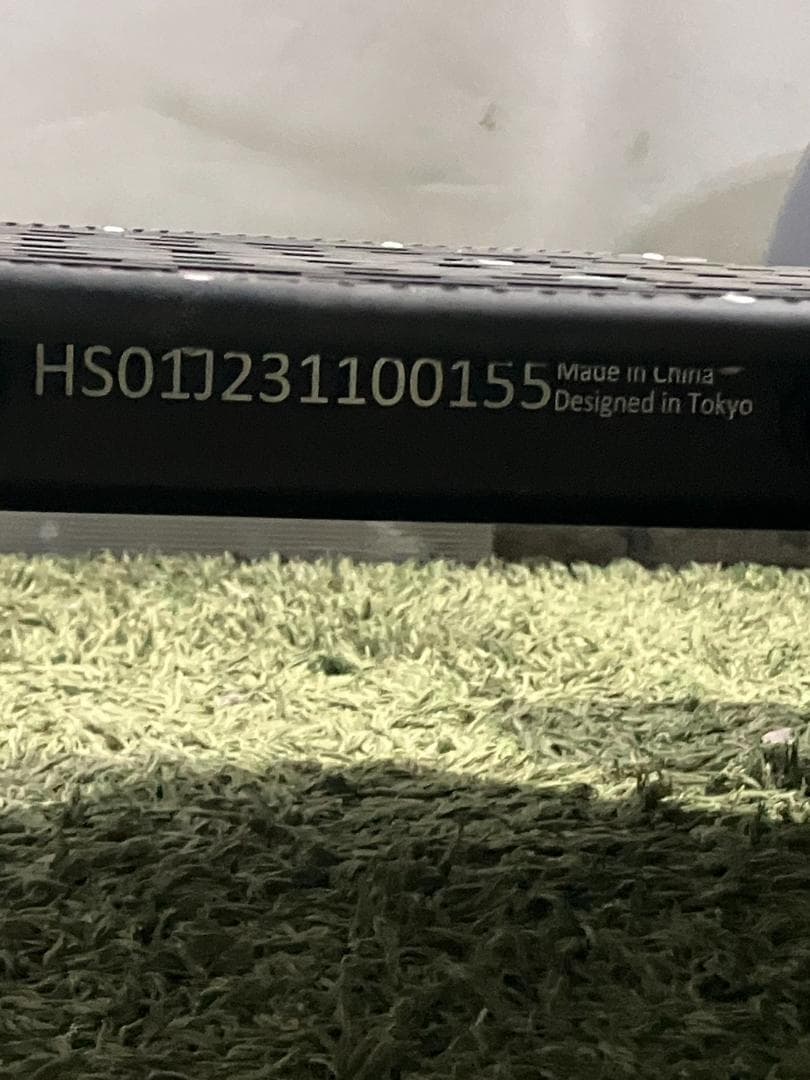 HS01J231100155
Made in China
Designed in Tokyo